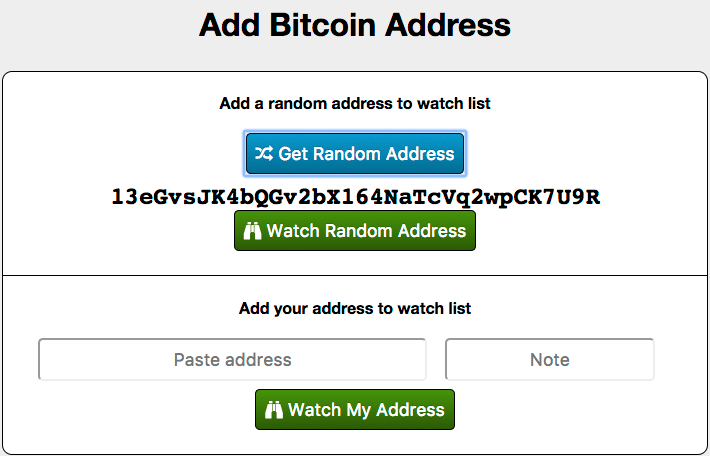 Add Bitcoin Address
Add a random address to watch list
Get Random Address
13eGvsJK4bQGv2bX164NaTcVq2wpCK7U9R
Watch Random Address
Add your address to watch list
Paste address Note
Watch My Address